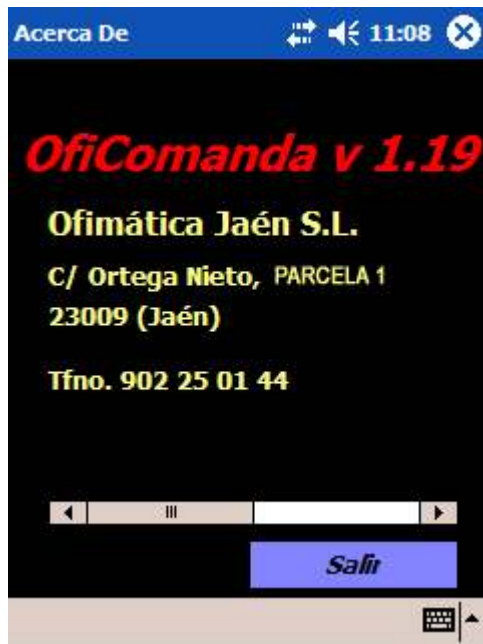 Acerca De 11:08
OfiComanda v 1.19
Ofimática Jaén S.L.
C/ Ortega Nieto, PARCELA 1
23009 (Jaén)
Tfno. 902 25 01 44
Salir